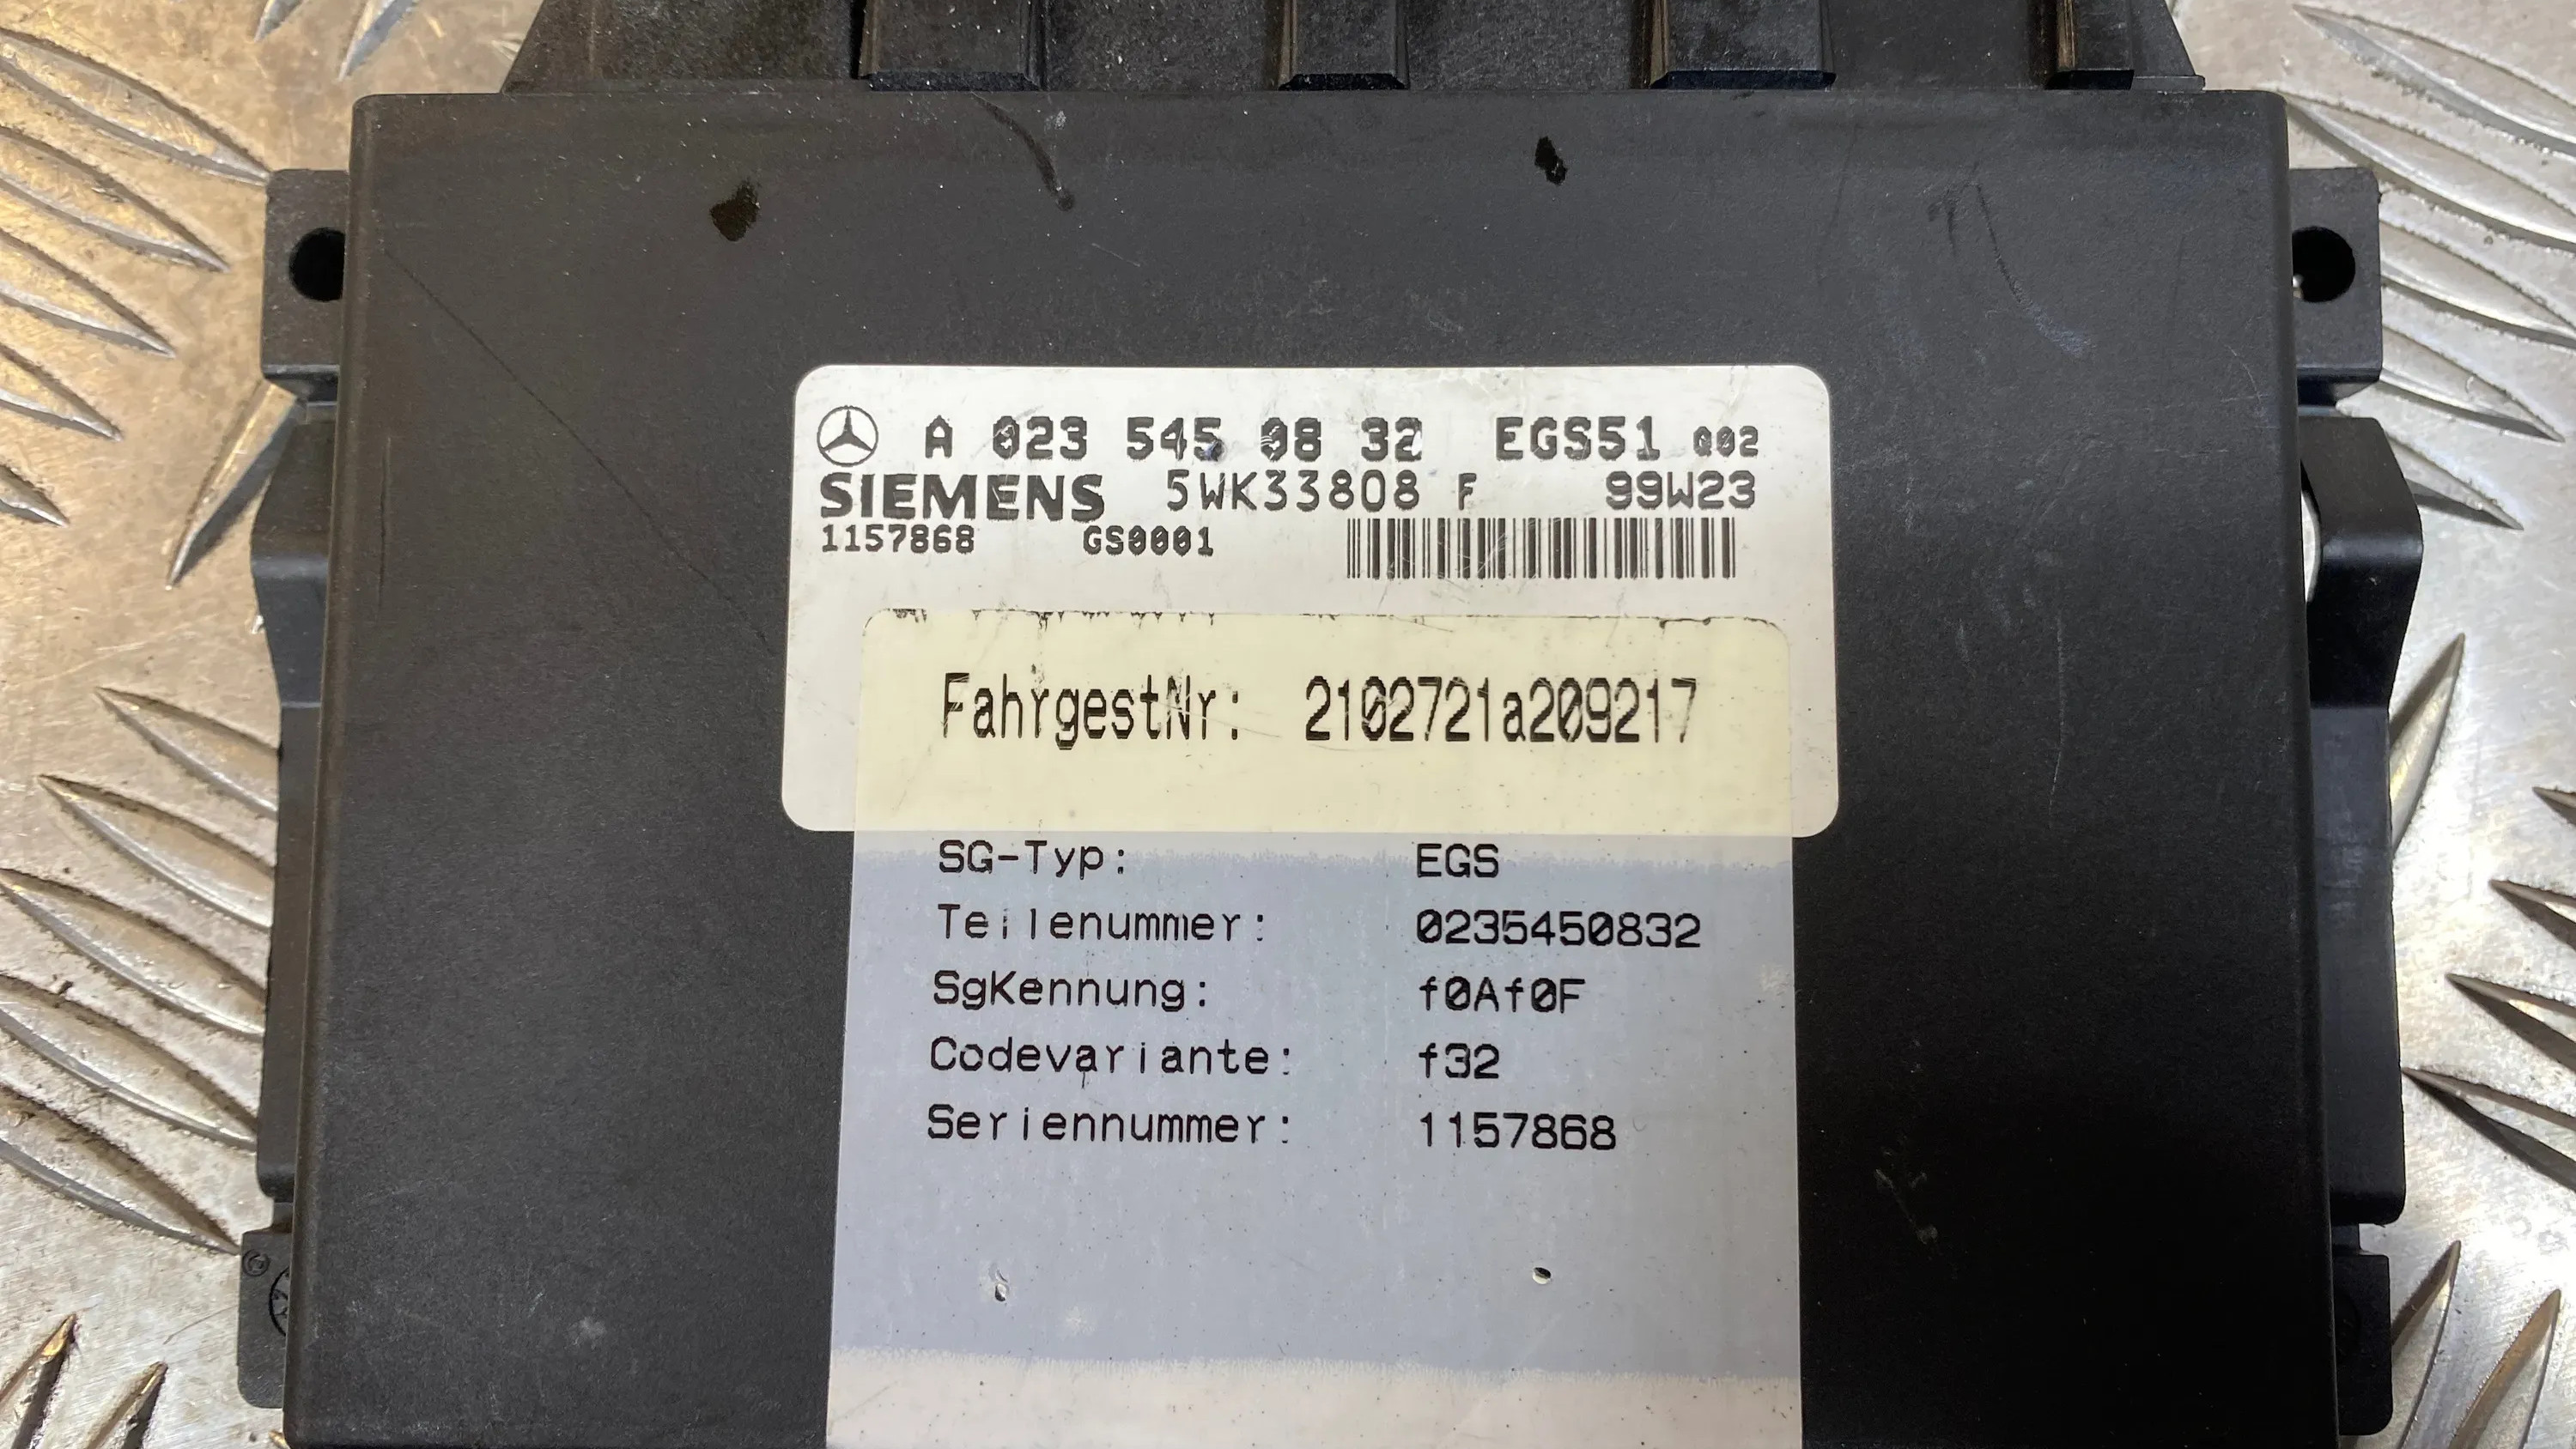 A 023 545 08 32 EGS51 Q02
SIEMENS 5WK33808 F 99W23
1157868 GS0001
FahrgestNr: 2102721a209217
SG-Typ: EGS
Teilenummer: 0235450832
SgKennung: f0Af0F
Codevariante: f32
Seriennummer: 1157868